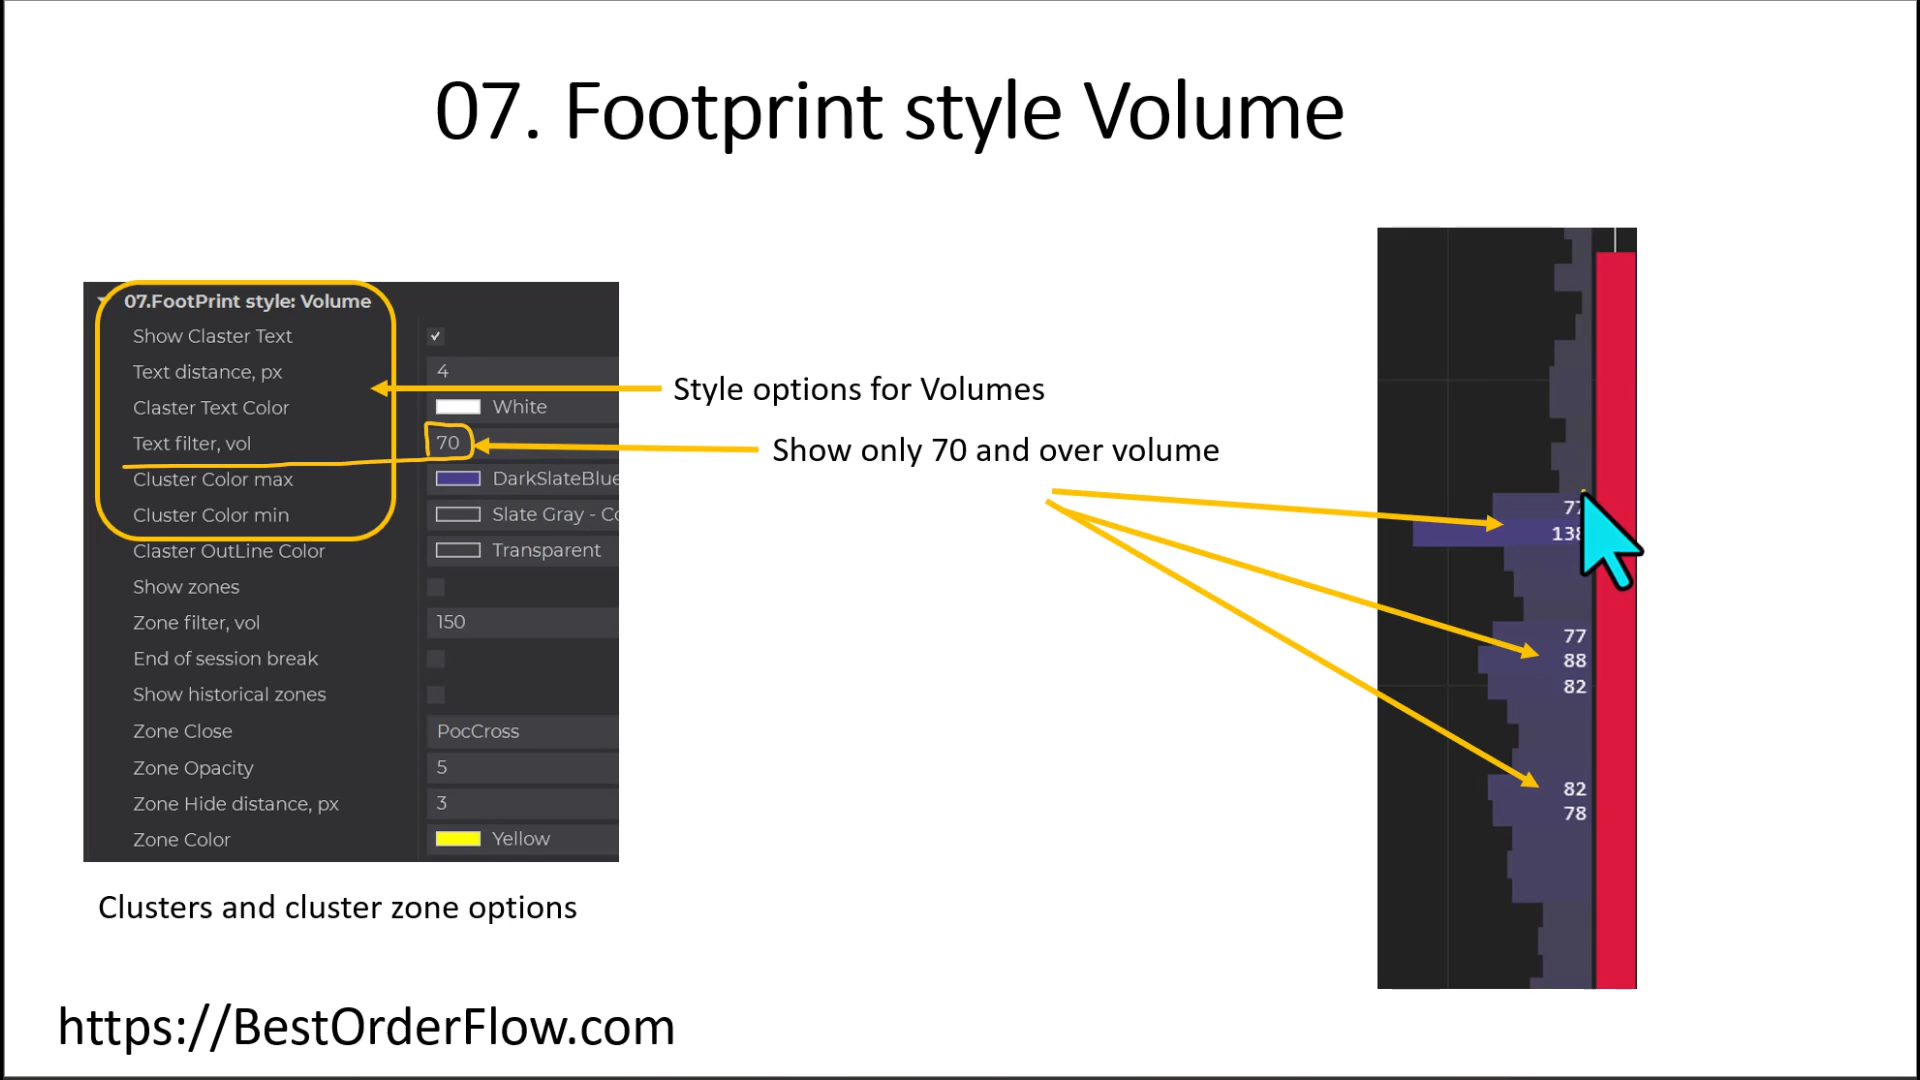 07. Footprint style Volume
07.FootPrint style: Volume
Show Claster Text
Text distance, px 4
Claster Text Color White
Text filter, vol 70
Cluster Color max DarkSlateBlue
Cluster Color min Slate Gray - Co
Claster OutLine Color Transparent
Show zones
Zone filter, vol 150
End of session break
Show historical zones
Zone Close PocCross
Zone Opacity 5
Zone Hide distance, px 3
Zone Color Yellow
Style options for Volumes
Show only 70 and over volume
77
138
77
88
82
82
78
Clusters and cluster zone options
https://BestOrderFlow.com